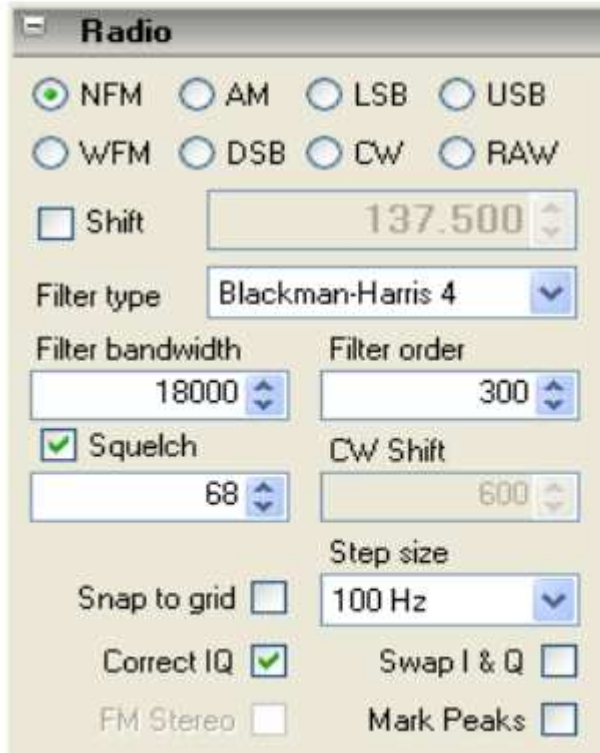 Radio
NFM AM LSB USB
WFM DSB CW RAW
Shift 137.500
Filter type Blackman-Harris 4
Filter bandwidth Filter order
18000 300
Squelch CW Shift
68 600
Step size
Snap to grid 100 Hz
Correct IQ Swap I & Q
FM Stereo Mark Peaks